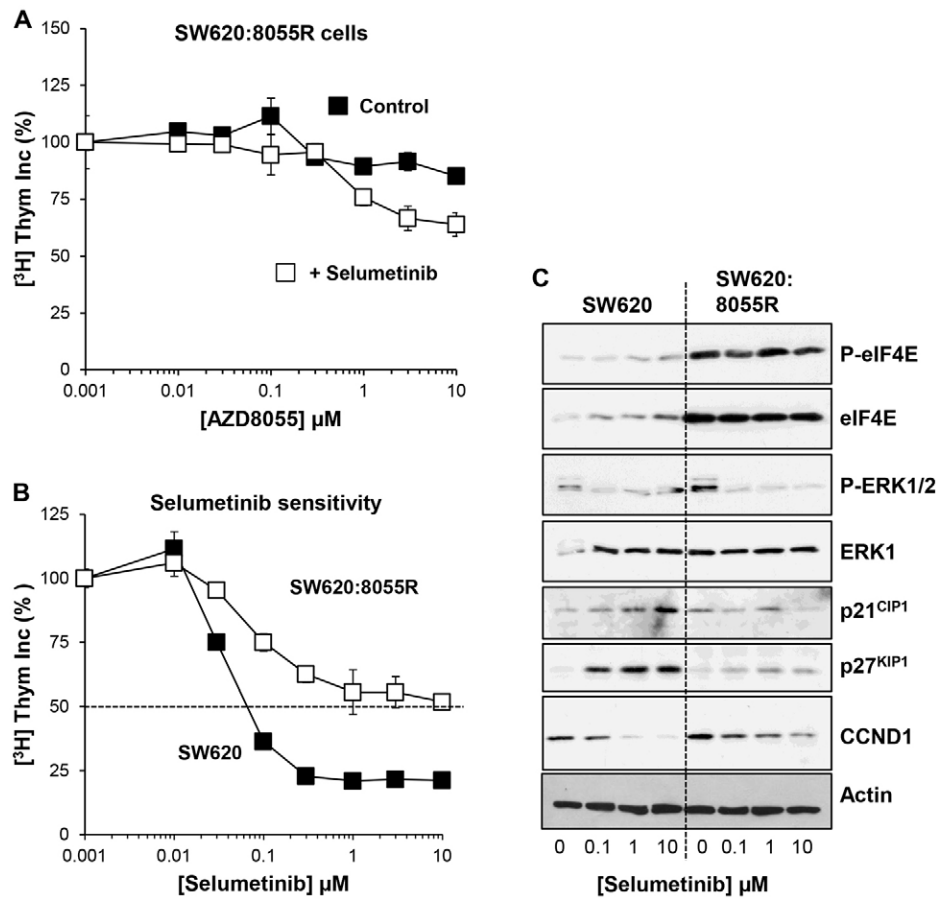 A
SW620:8055R cells
150
125
100
75
50
25
0
[³H] Thym Inc (%)
Control
+ Selumetinib
0.001 0.01 0.1 1 10
[AZD8055] µM
B
Selumetinib sensitivity
125
100
75
50
25
0
[³H] Thym Inc (% )
SW620:8055R
SW620
0.001 0.01 0.1 1 10
[Selumetinib] µM
C
SW620
SW620:
8055R
P-eIF4E
eIF4E
P-ERK1/2
ERK1
p21ᶜᴵᴾ¹
p27ᴷᴵᴾ¹
CCND1
Actin
0 0.1 1 10 0 0.1 1 10
[Selumetinib] µM